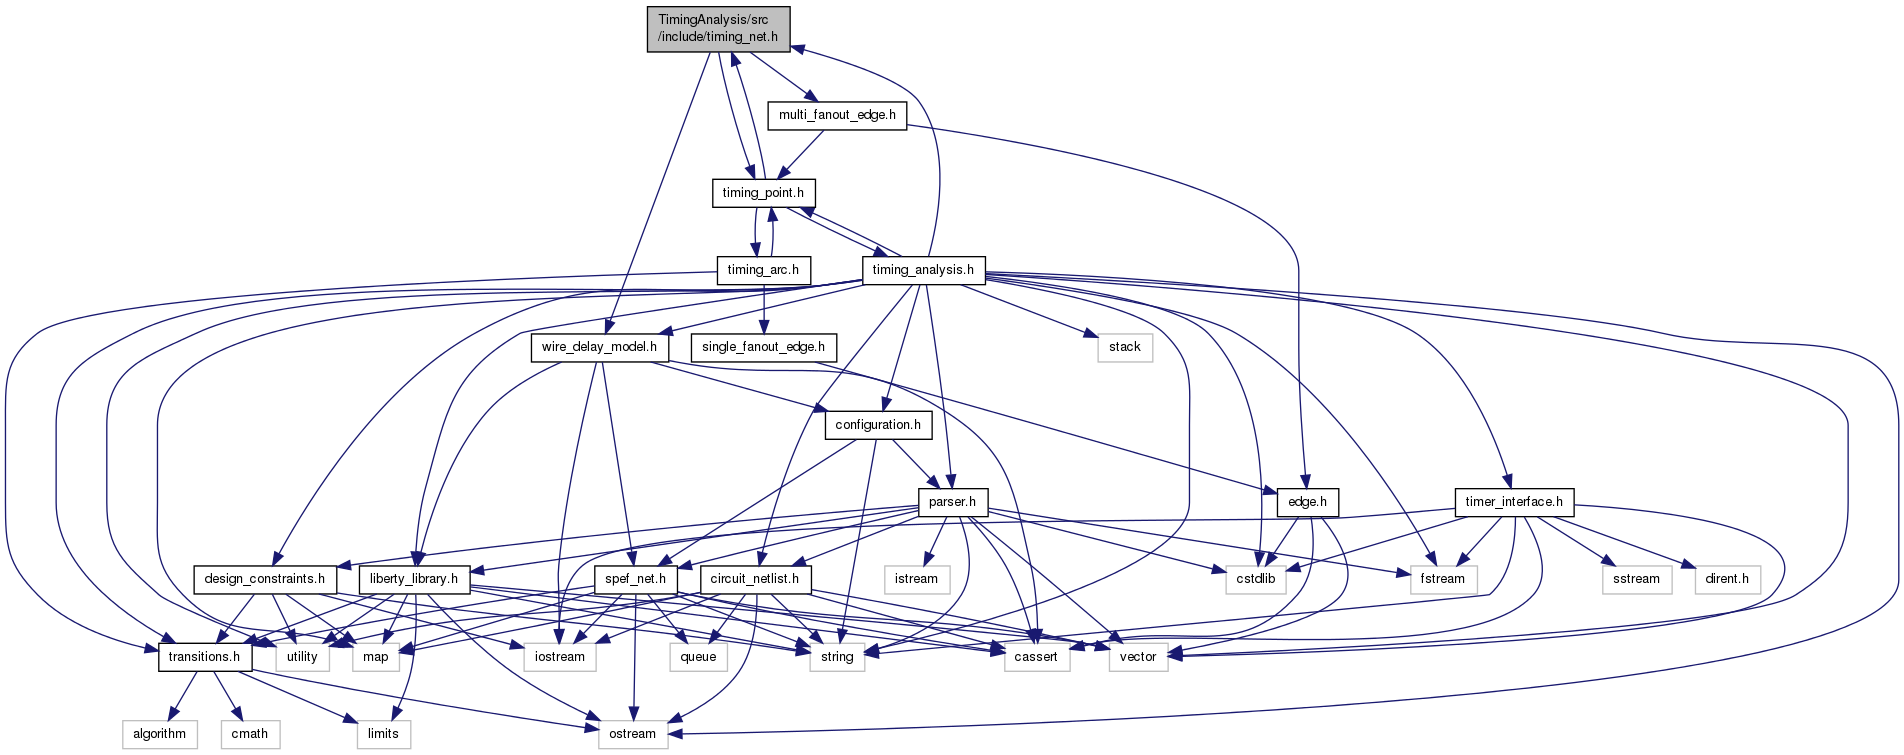 TimingAnalysis/src
/include/timing_net.h
multi_fanout_edge.h
timing_point.h
timing_arc.h
timing_analysis.h
wire_delay_model.h
single_fanout_edge.h
stack
configuration.h
parser.h
edge.h
timer_interface.h
design_constraints.h
liberty_library.h
spef_net.h
circuit_netlist.h
istream
cstdlib
fstream
sstream
dirent.h
transitions.h
utility
map
iostream
queue
string
cassert
vector
algorithm
cmath
limits
ostream